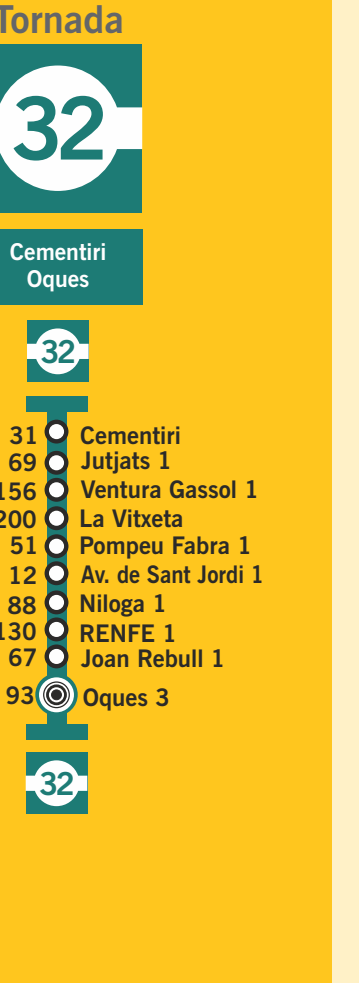 Tornada
32
Cementiri
Oques
32
31 Cementiri
69 Jutjats 1
156 Ventura Gassol 1
200 La Vitxeta
51 Pompeu Fabra 1
12 Av. de Sant Jordi 1
88 Niloga 1
130 RENFE 1
67 Joan Rebull 1
93 Oques 3
32